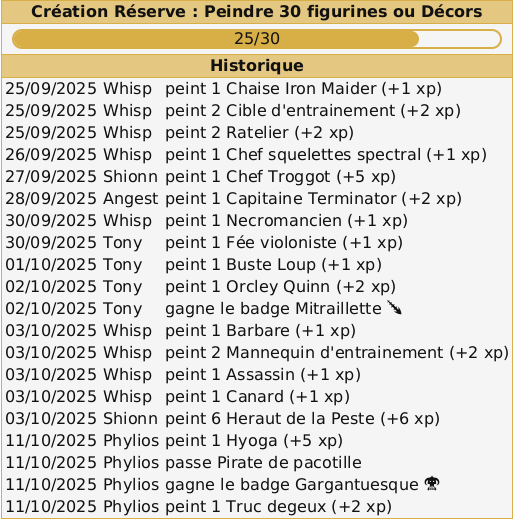 Création Réserve : Peindre 30 figurines ou Décors
25/30
Historique
25/09/2025 Whisp peint 1 Chaise Iron Maider (+1 xp)
25/09/2025 Whisp peint 2 Cible d'entrainement (+2 xp)
25/09/2025 Whisp peint 2 Ratelier (+2 xp)
26/09/2025 Whisp peint 1 Chef squelettes spectral (+1 xp)
27/09/2025 Shionn peint 1 Chef Troggot (+5 xp)
28/09/2025 Angest peint 1 Capitaine Terminator (+2 xp)
30/09/2025 Whisp peint 1 Necromancien (+1 xp)
30/09/2025 Tony peint 1 Fée violoniste (+1 xp)
01/10/2025 Tony peint 1 Buste Loup (+1 xp)
02/10/2025 Tony peint 1 Orcley Quinn (+2 xp)
02/10/2025 Tony gagne le badge Mitraillette
03/10/2025 Whisp peint 1 Barbare (+1 xp)
03/10/2025 Whisp peint 2 Mannequin d'entrainement (+2 xp)
03/10/2025 Whisp peint 1 Assassin (+1 xp)
03/10/2025 Whisp peint 1 Canard (+1 xp)
03/10/2025 Shionn peint 6 Heraut de la Peste (+6 xp)
11/10/2025 Phylios peint 1 Hyoga (+5 xp)
11/10/2025 Phylios passe Pirate de pacotille
11/10/2025 Phylios gagne le badge Gargantuesque
11/10/2025 Phylios peint 1 Truc degeux (+2 xp)